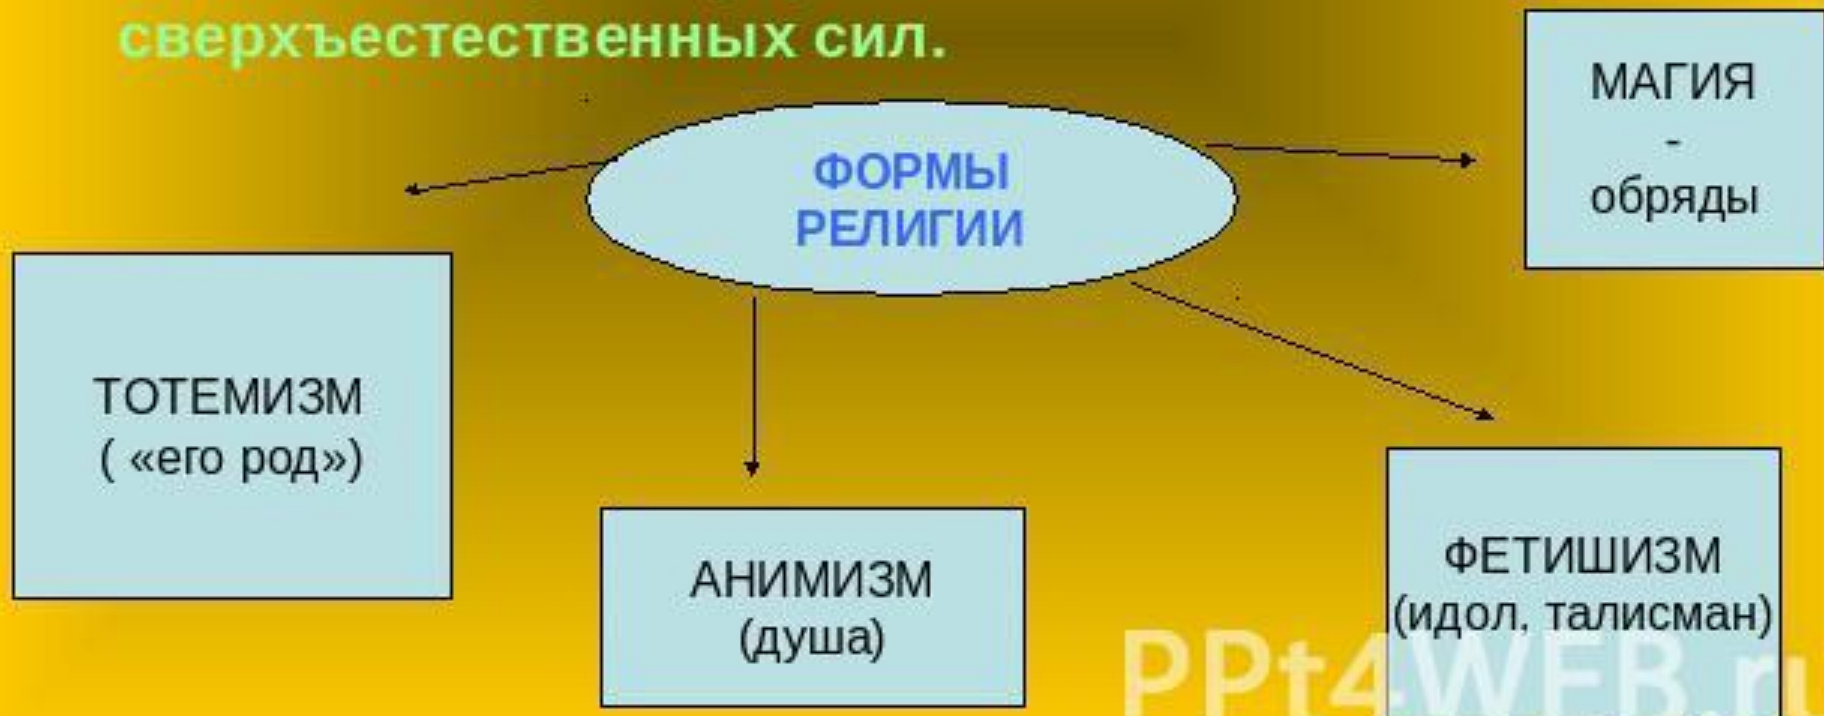 сверхъестественных сил.
ФОРМЫ
РЕЛИГИИ
МАГИЯ
-
обряды
ТОТЕМИЗМ
( «его род»)
АНИМИЗМ
(душа)
ФЕТИШИЗМ
(идол, талисман)
PPt4WEB.ru